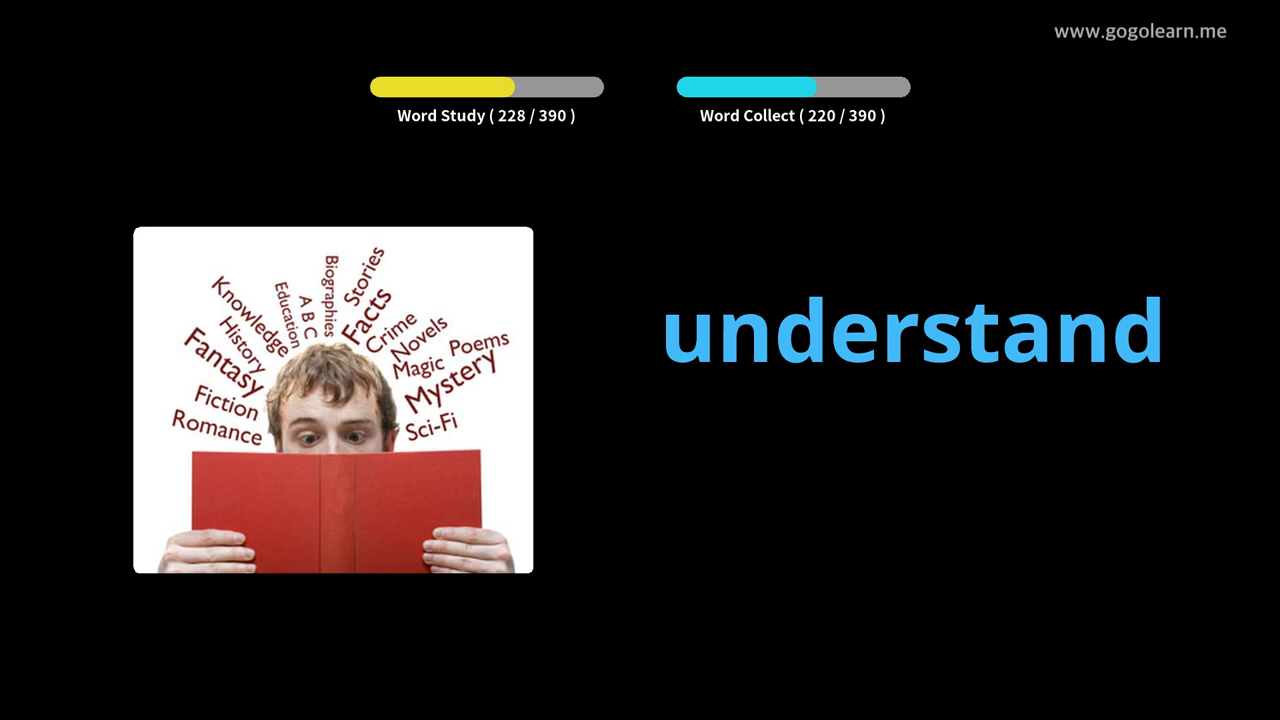 www.gogolearn.me
Word Study ( 228 / 390 )
Word Collect ( 220 / 390 )
understand
Biographies
Stories
Education
A B C
Facts
Knowledge
History
Crime
Novels
Fantasy
Magic
Poems
Mystery
Fiction
Romance
Sci-Fi